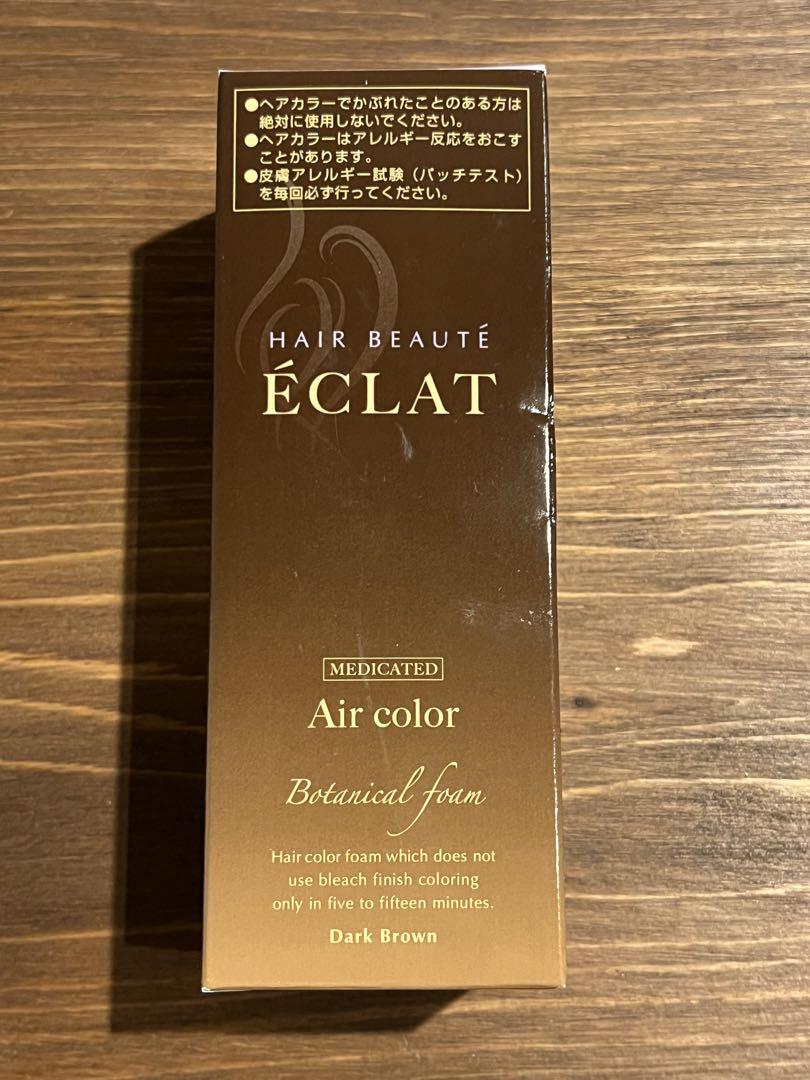 ●ヘアカラーでかぶれたことのある方は
絶対に使用しないでください。
●ヘアカラーはアレルギー反応をおこす
ことがあります。
●皮膚アレルギー試験（パッチテスト）
を毎回必ず行ってください。
HAIR BEAUTÉ
ÉCLAT
MEDICATED
Air color
Botanical foam
Hair color foam which does not
use bleach finish coloring
only in five to fifteen minutes.
Dark Brown